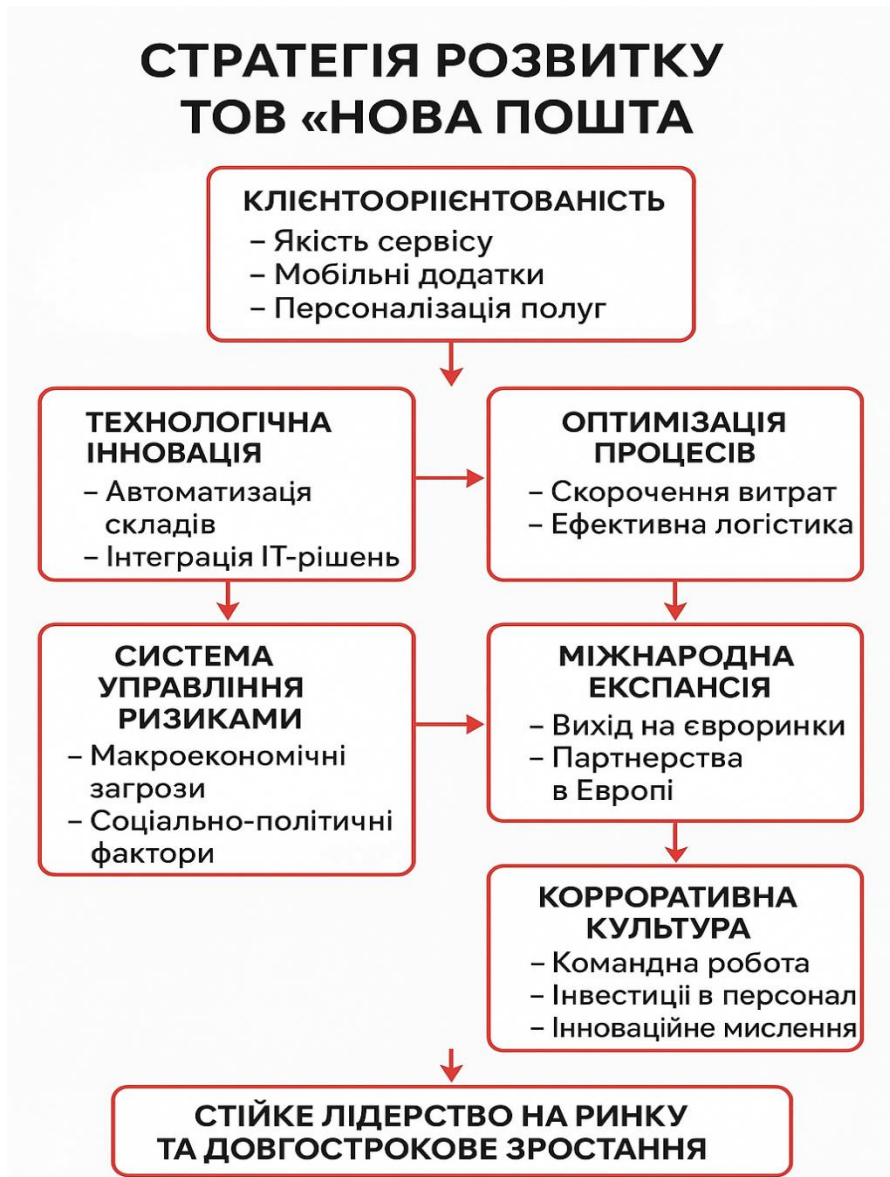 СТРАТЕГІЯ РОЗВИТКУ
ТОВ «НОВА ПОШТА
КЛІЄНТООРІІЄНТОВАНІСТЬ
– Якість сервісу
– Мобільні додатки
– Персоналізація полуг
ТЕХНОЛОГІЧНА
ІННОВАЦІЯ
– Автоматизація
складів
– Інтеграція ІТ-рішень
ОПТИМІЗАЦІЯ
ПРОЦЕСІВ
– Скорочення витрат
– Ефективна логістика
СИСТЕМА
УПРАВЛІННЯ
РИЗИКАМИ
– Макроекономічні
загрози
– Соціально-політичні
фактори
МІЖНАРОДНА
ЕКСПАНСІЯ
– Вихід на євроринки
– Партнерства
в Европі
КОРРОРАТИВНА
КУЛЬТУРА
– Командна робота
– Інвестиціі в персонал
– Інноваційне мислення
СТІЙКЕ ЛІДЕРСТВО НА РИНКУ
ТА ДОВГОСТРОКОВЕ ЗРОСТАННЯ